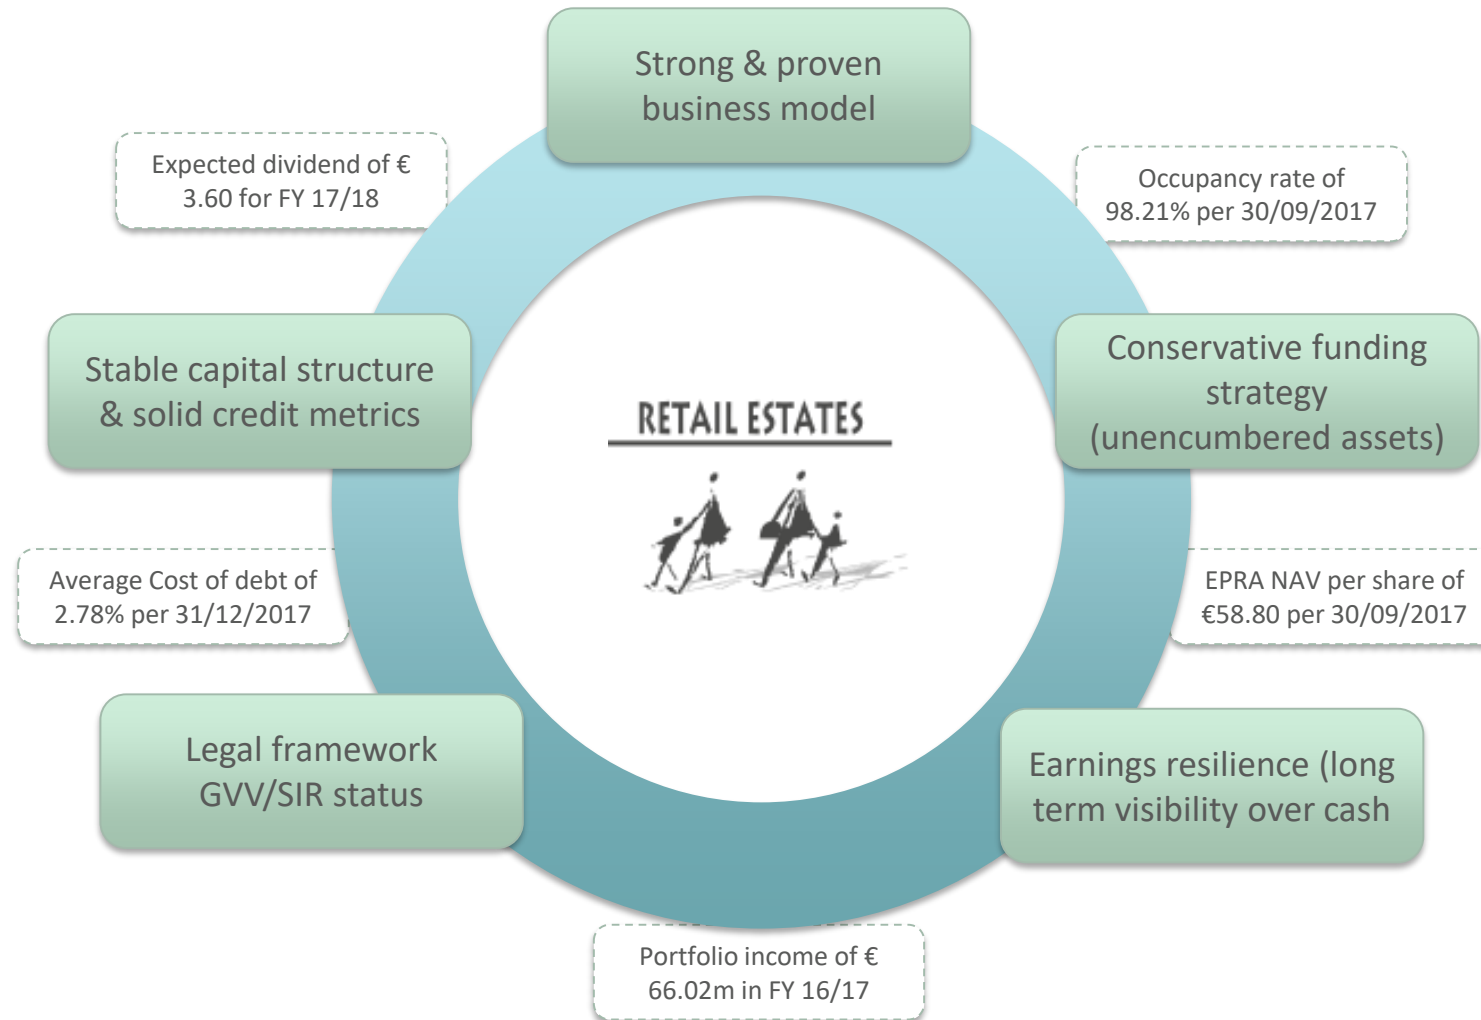 Strong & proven
business model
Expected dividend of €
3.60 for FY 17/18
Occupancy rate of
98.21% per 30/09/2017
Stable capital structure
& solid credit metrics
Conservative funding
strategy
(unencumbered assets)
RETAIL ESTATES
Average Cost of debt of
2.78% per 31/12/2017
EPRA NAV per share of
€58.80 per 30/09/2017
Legal framework
GVV/SIR status
Earnings resilience (long
term visibility over cash
Portfolio income of €
66.02m in FY 16/17